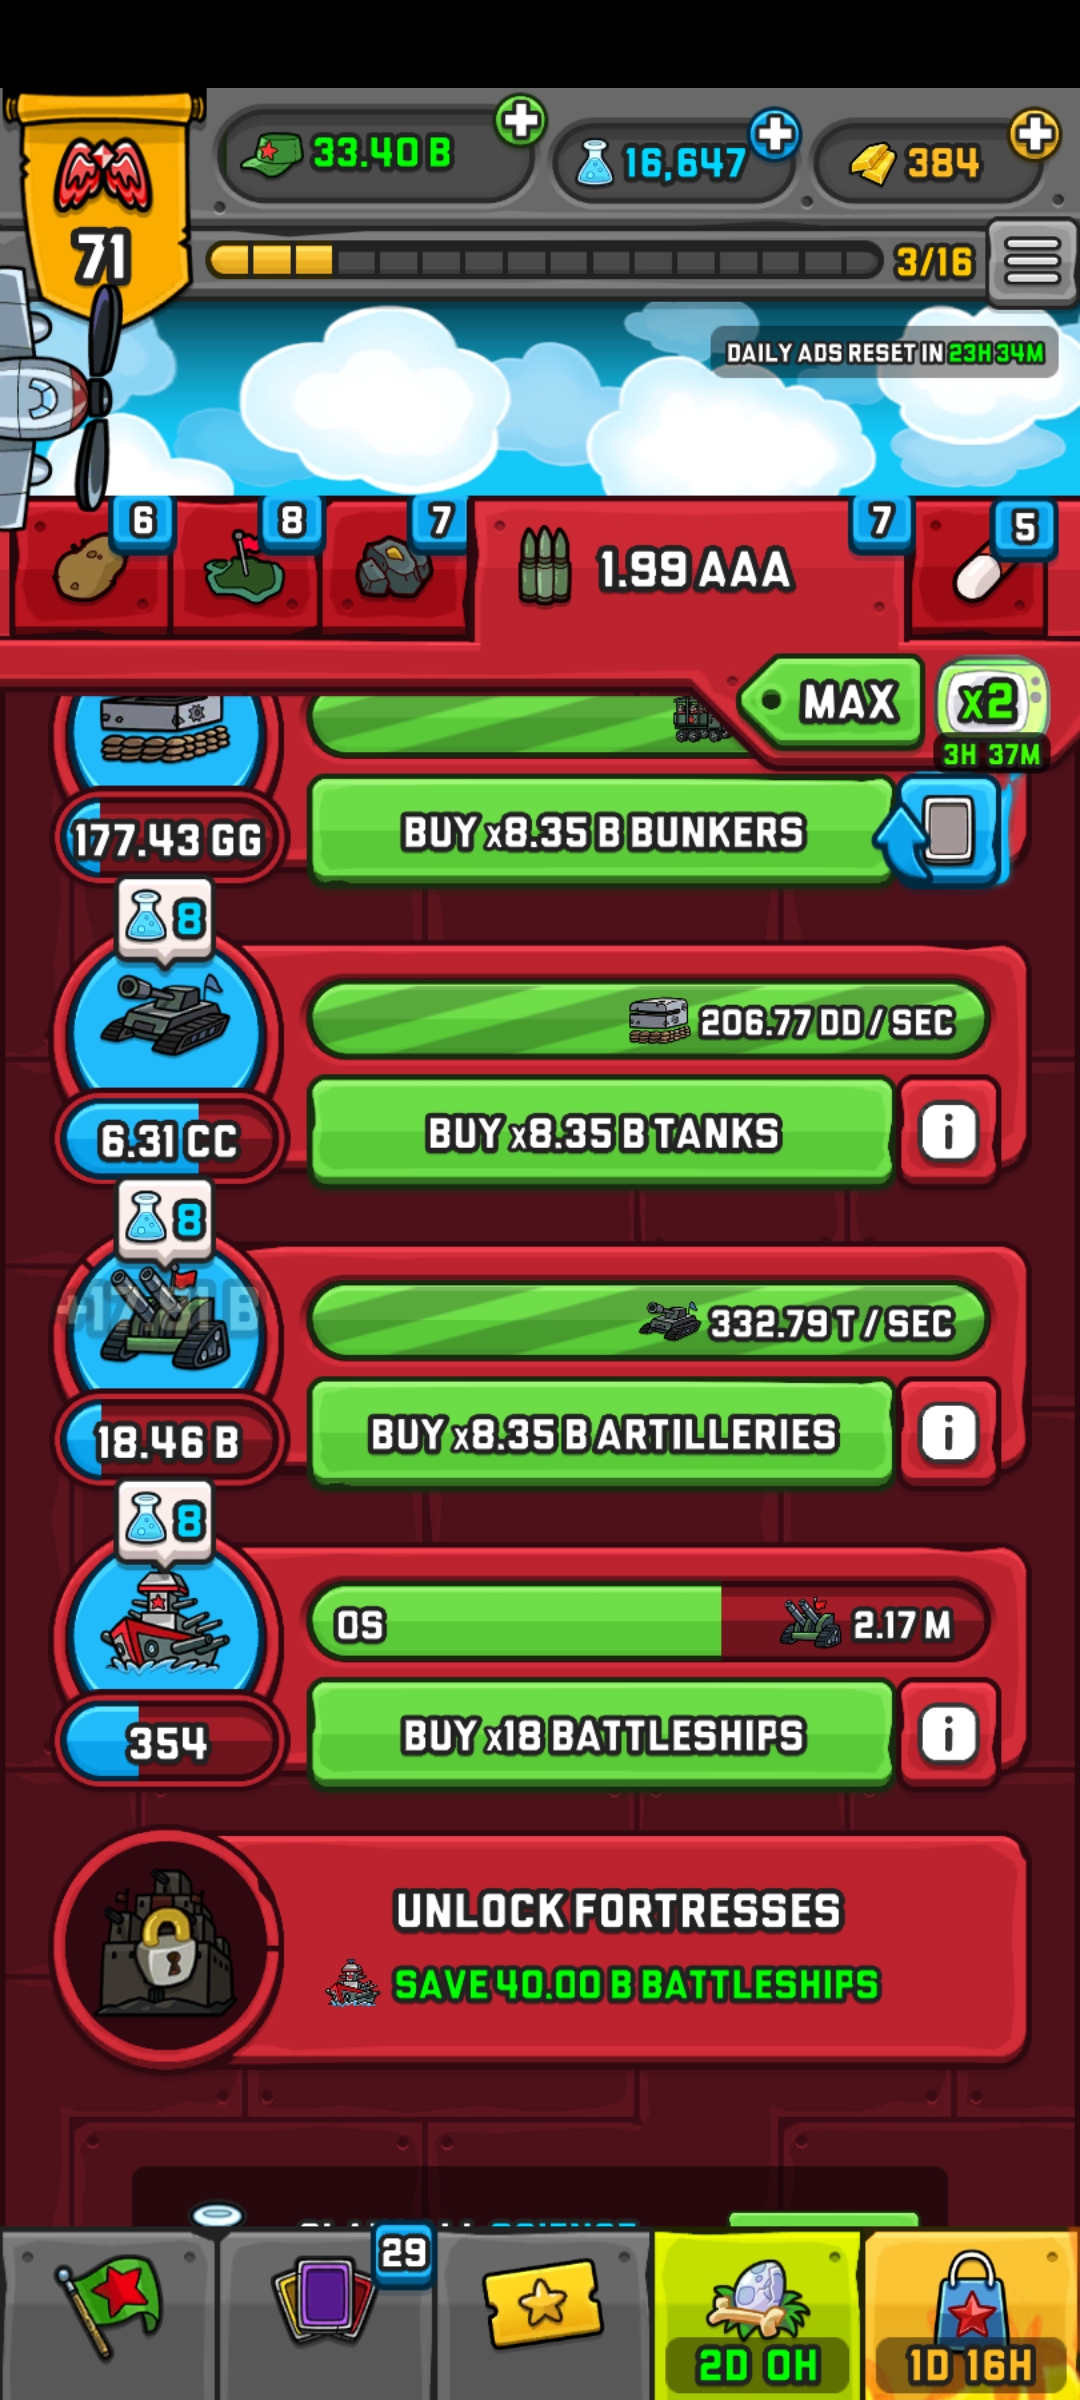 33.40 B
16,647
384
71
3/16
DAILY ADS RESET IN 23H 34M
6
8
7
1.99 AAA
7
5
MAX
x2
3H 37M
177.43 GG
BUY x8.35 B BUNKERS
8
206.77 DD / SEC
6.31 CC
BUY x8.35 B TANKS
8
332.79 T / SEC
18.46 B
BUY x8.35 B ARTILLERIES
8
0S
2.17 M
354
BUY x18 BATTLESHIPS
UNLOCK FORTRESSES
SAVE 40.00 B BATTLESHIPS
29
2D 0H
1D 16H